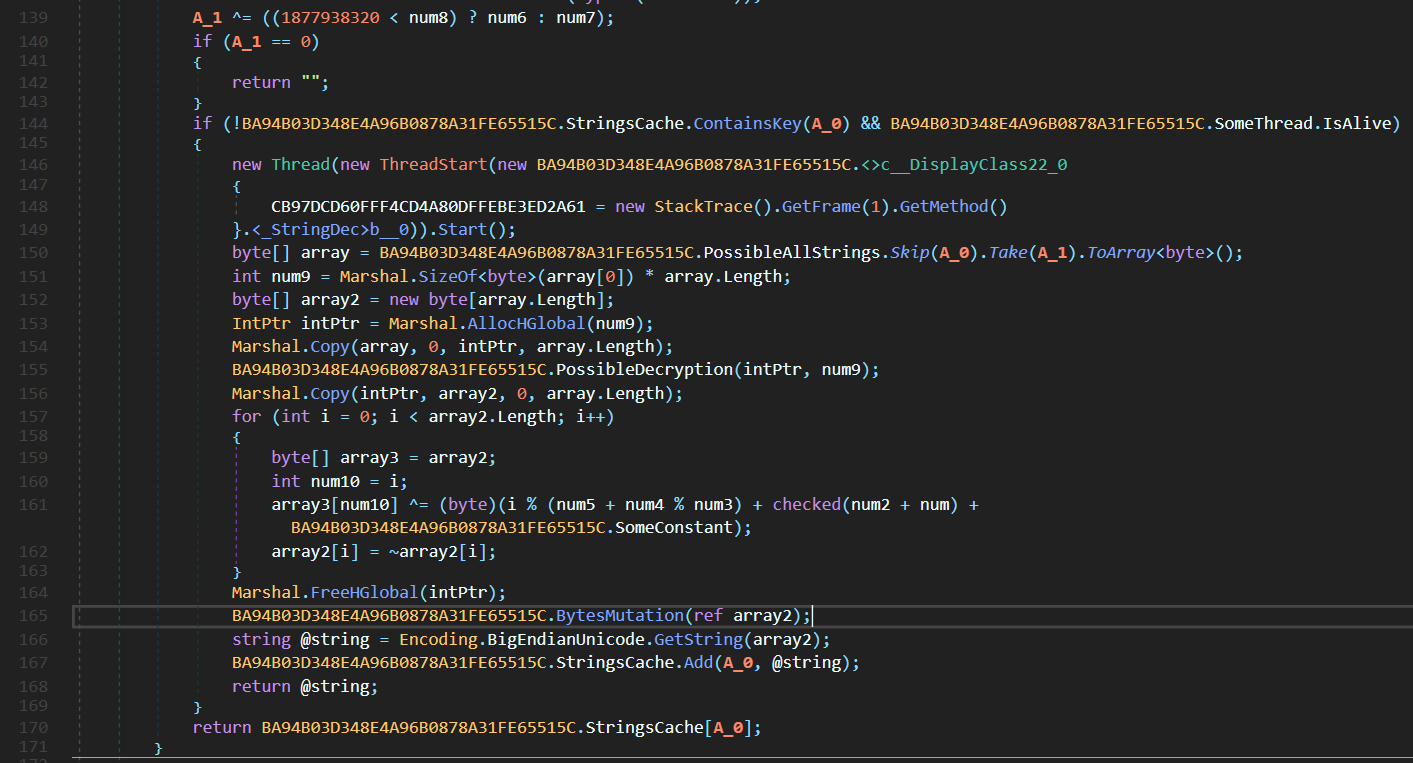 139 A_1 ^= ((1877938320 < num8) ? num6 : num7);
140 if (A_1 == 0)
141 {
142 return "";
143 }
144 if (!BA94B03D348E4A96B0878A31FE65515C.StringsCache.ContainsKey(A_0) && BA94B03D348E4A96B0878A31FE65515C.SomeThread.IsAlive)
145 {
146 new Thread(new ThreadStart(new BA94B03D348E4A96B0878A31FE65515C.<>c__DisplayClass22_0
147 {
148 CB97DCD60FFF4CD4A80DFFEBE3ED2A61 = new StackTrace().GetFrame(1).GetMethod()
149 }.<_StringDec>b__0)).Start();
150 byte[] array = BA94B03D348E4A96B0878A31FE65515C.PossibleAllStrings.Skip(A_0).Take(A_1).ToArray<byte>();
151 int num9 = Marshal.SizeOf<byte>(array[0]) * array.Length;
152 byte[] array2 = new byte[array.Length];
153 IntPtr intPtr = Marshal.AllocHGlobal(num9);
154 Marshal.Copy(array, 0, intPtr, array.Length);
155 BA94B03D348E4A96B0878A31FE65515C.PossibleDecryption(intPtr, num9);
156 Marshal.Copy(intPtr, array2, 0, array.Length);
157 for (int i = 0; i < array2.Length; i++)
158 {
159 byte[] array3 = array2;
160 int num10 = i;
161 array3[num10] ^= (byte)(i % (num5 + num4 % num3) + checked(num2 + num) +
BA94B03D348E4A96B0878A31FE65515C.SomeConstant);
162 array2[i] = ~array2[i];
163 }
164 Marshal.FreeHGlobal(intPtr);
165 BA94B03D348E4A96B0878A31FE65515C.BytesMutation(ref array2);
166 string @string = Encoding.BigEndianUnicode.GetString(array2);
167 BA94B03D348E4A96B0878A31FE65515C.StringsCache.Add(A_0, @string);
168 return @string;
169 }
170 return BA94B03D348E4A96B0878A31FE65515C.StringsCache[A_0];
171 }